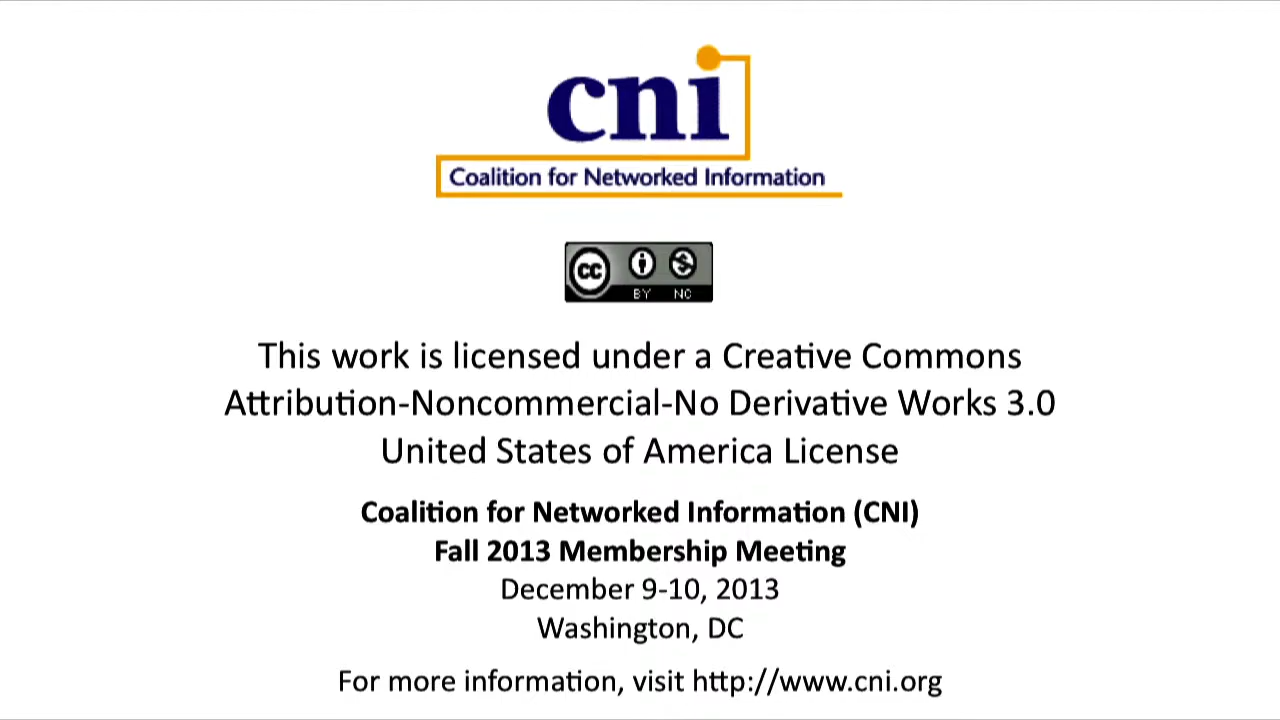 cni
Coalition for Networked Information
cc
BY NC
This work is licensed under a Creative Commons
Attribution-Noncommercial-No Derivative Works 3.0
United States of America License
Coalition for Networked Information (CNI)
Fall 2013 Membership Meeting
December 9-10, 2013
Washington, DC
For more information, visit http://www.cni.org